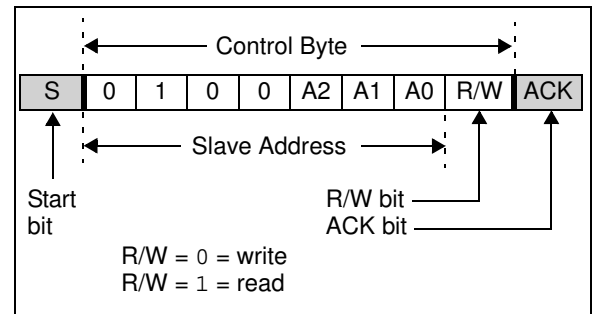 Control Byte
S 0 1 0 0 A2 A1 A0 R/W ACK
Slave Address
Start
bit
R/W bit
ACK bit
R/W = 0 = write
R/W = 1 = read